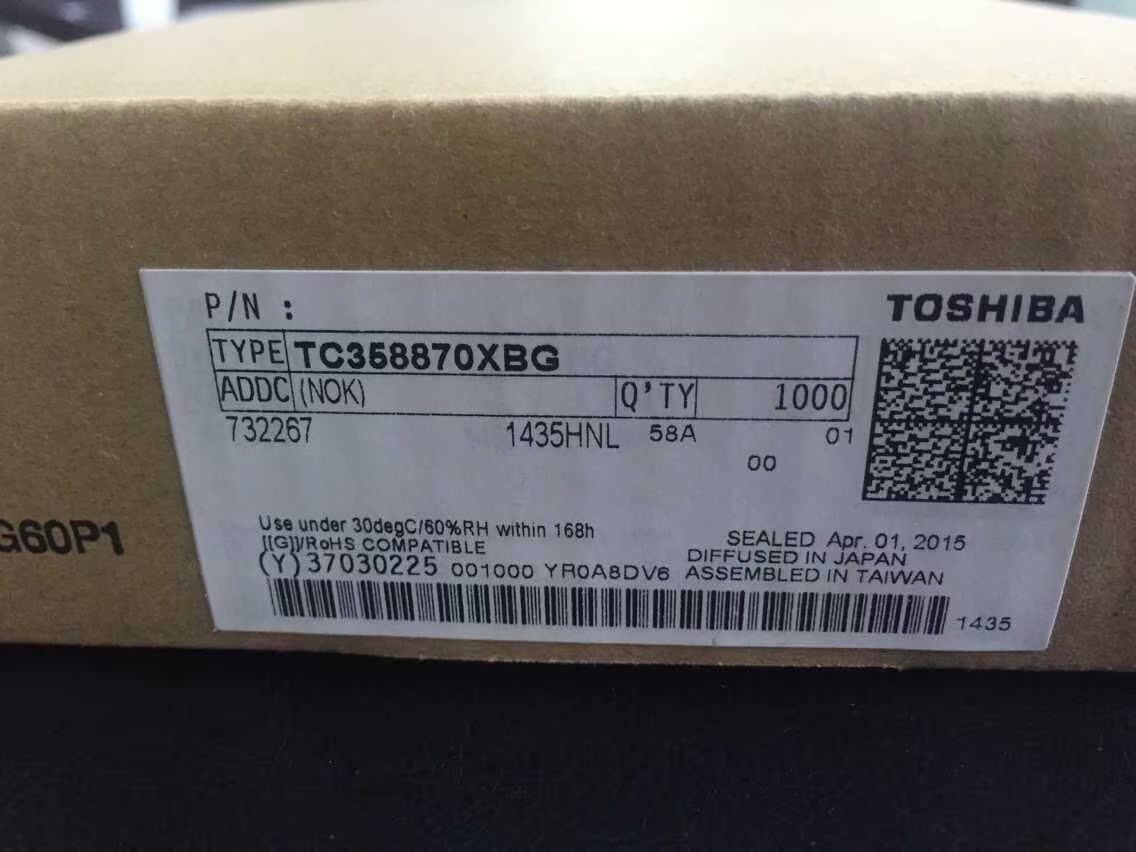 P/N :
TOSHIBA
TYPE TC358870XBG
ADDC (NOK) Q'TY 1000
732267 1435HNL 58A 01
00
Use under 30degC/60%RH within 168h
SEALED Apr. 01, 2015
[[G]]/RoHS COMPATIBLE
DIFFUSED IN JAPAN
(Y) 37030225 001000 YR0A8DV6 ASSEMBLED IN TAIWAN
1435
G60P1